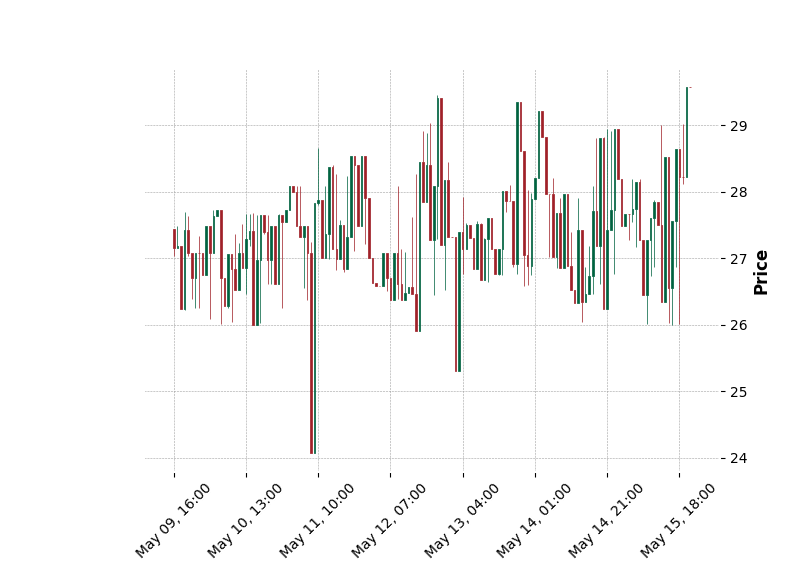 29
28
27
26
25
24
Price
May 09, 16:00
May 10, 13:00
May 11, 10:00
May 12, 07:00
May 13, 04:00
May 14, 01:00
May 14, 21:00
May 15, 18:00